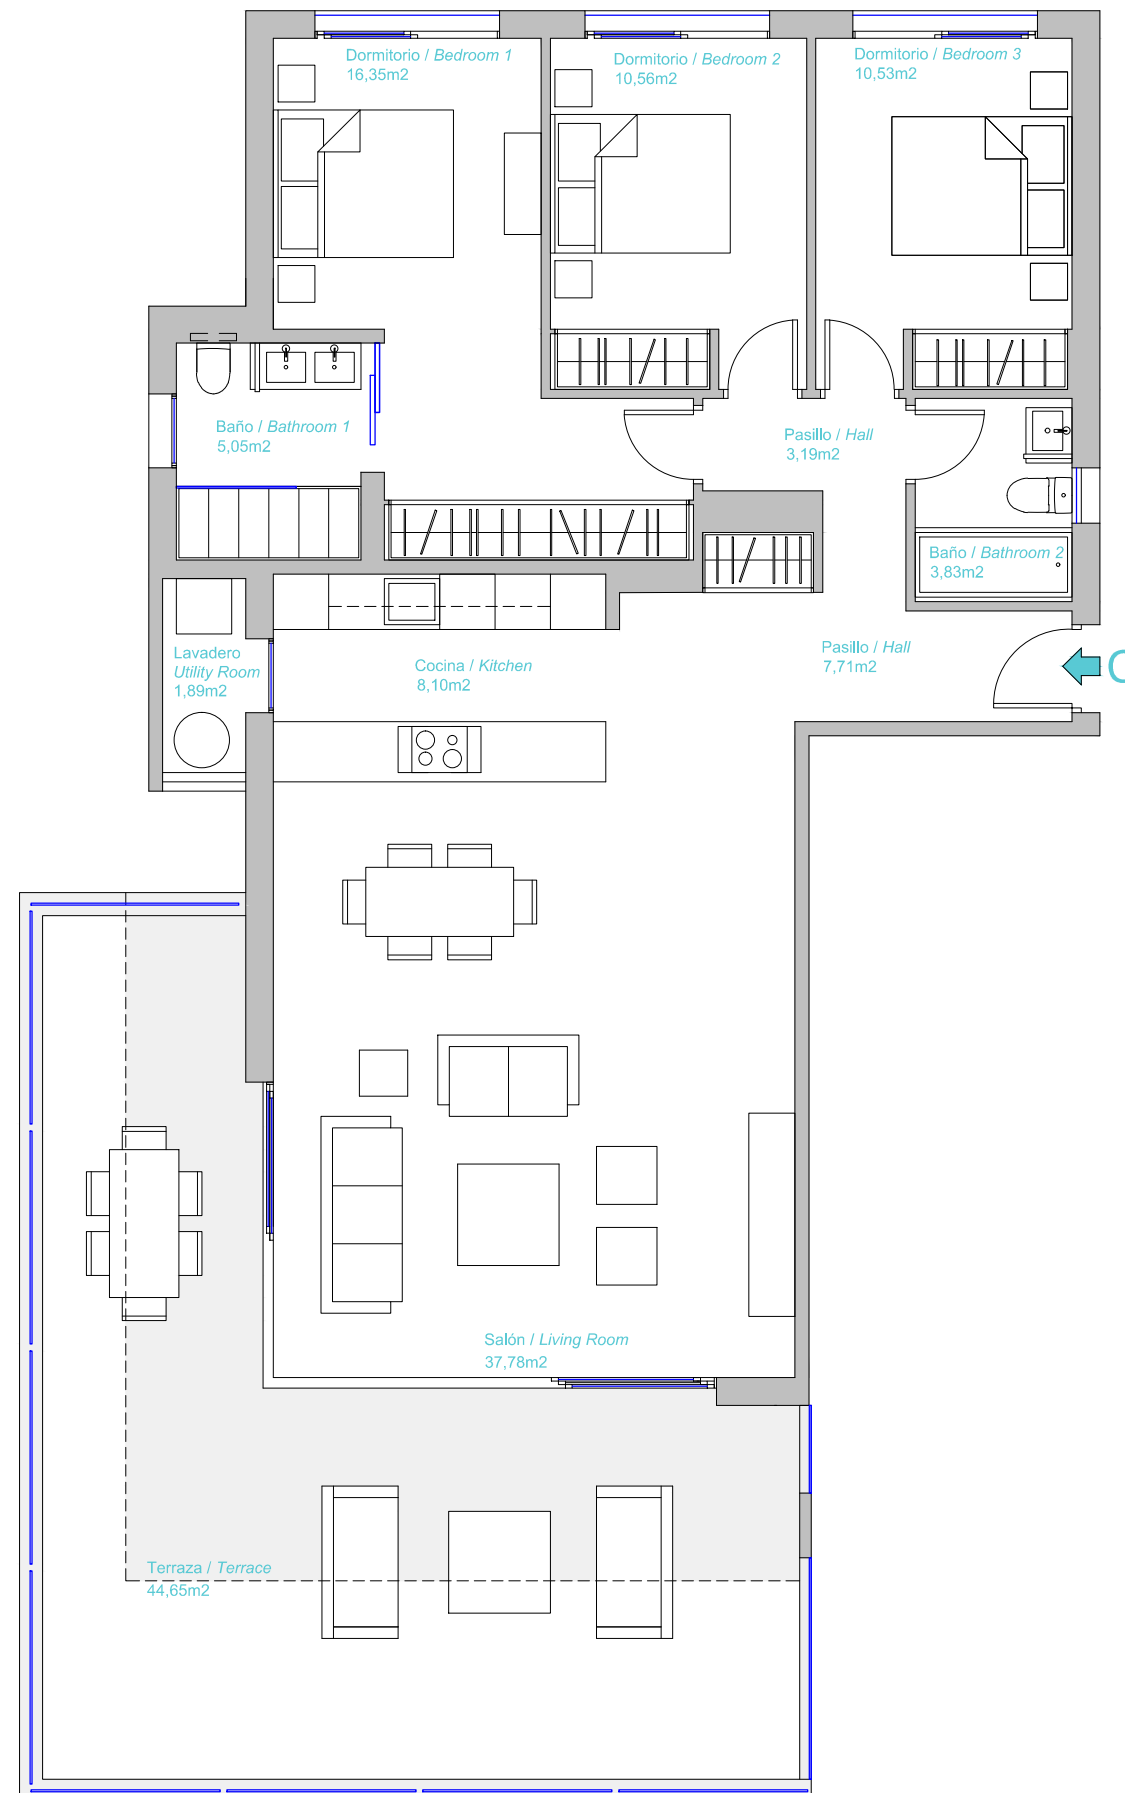 Dormitorio / Bedroom 1
16,35m2
Dormitorio / Bedroom 2
10,56m2
Dormitorio / Bedroom 3
10,53m2
Baño / Bathroom 1
5,05m2
Pasillo / Hall
3,19m2
Baño / Bathroom 2
3,83m2
Lavadero
Utility Room
1,89m2
Cocina / Kitchen
8,10m2
Pasillo / Hall
7,71m2
Salón / Living Room
37,78m2
Terraza / Terrace
44,65m2